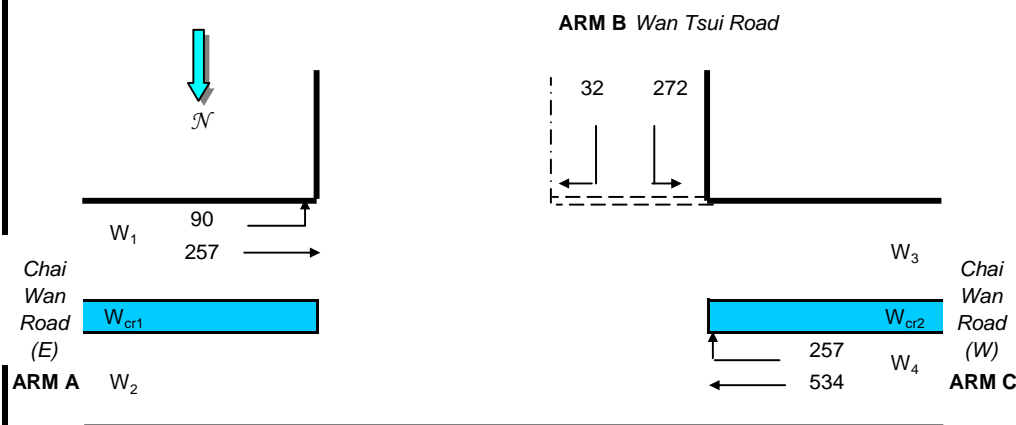 ARM B Wan Tsui Road
32 272
N
90
W1
257
W3
Chai
Wan
Road
(E)
ARM A
Wcr1
W2
Wcr2
257
534
W4
Chai
Wan
Road
(W)
ARM C